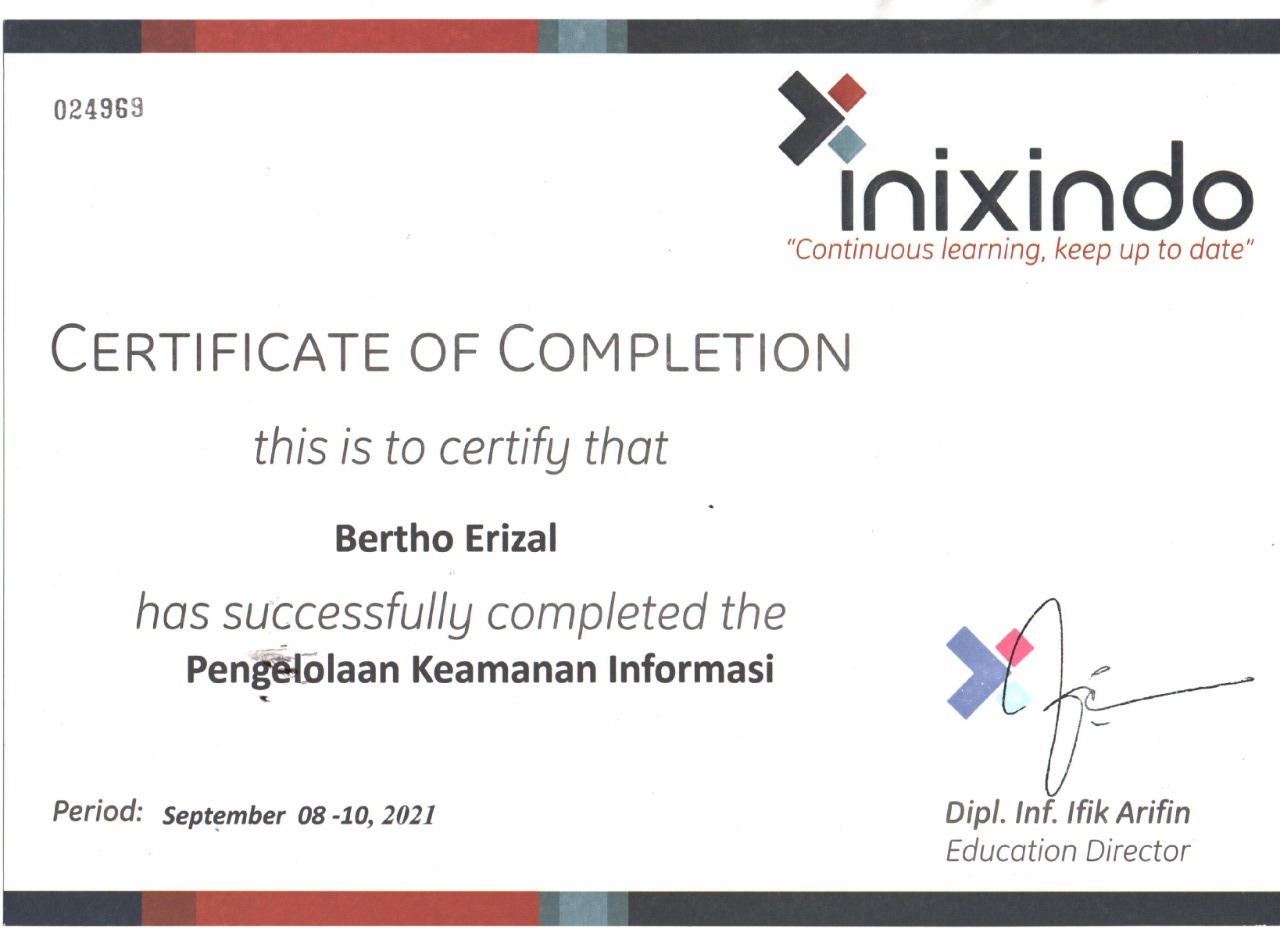 024969
inixindo
"Continuous learning, keep up to date"
CERTIFICATE OF COMPLETION
this is to certify that
Bertho Erizal
has successfully completed the
Pengelolaan Keamanan Informasi
Period: September 08 -10, 2021
Dipl. Inf. Ifik Arifin
Education Director